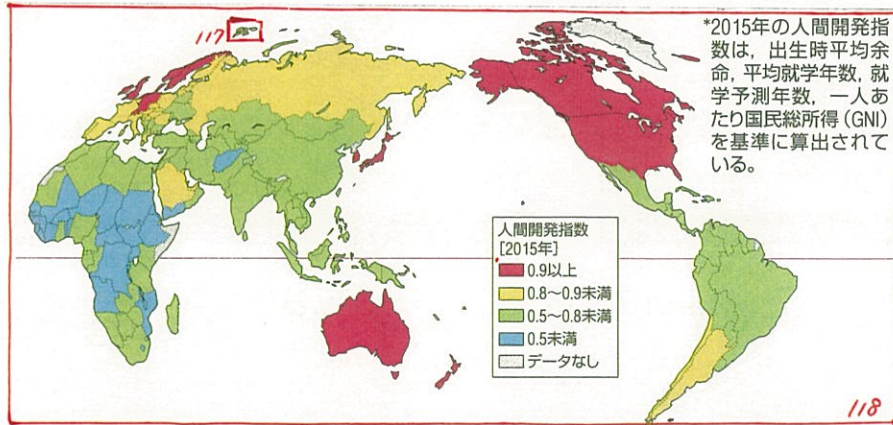 117
*2015年の人間開発指
数は，出生時平均余
命，平均就学年数，就
学予測年数，一人あ
たり国民総所得（GNI）
を基準に算出されて
いる。
人間開発指数
[2015年]
0.9以上
0.8〜0.9未満
0.5〜0.8未満
0.5未満
データなし
118